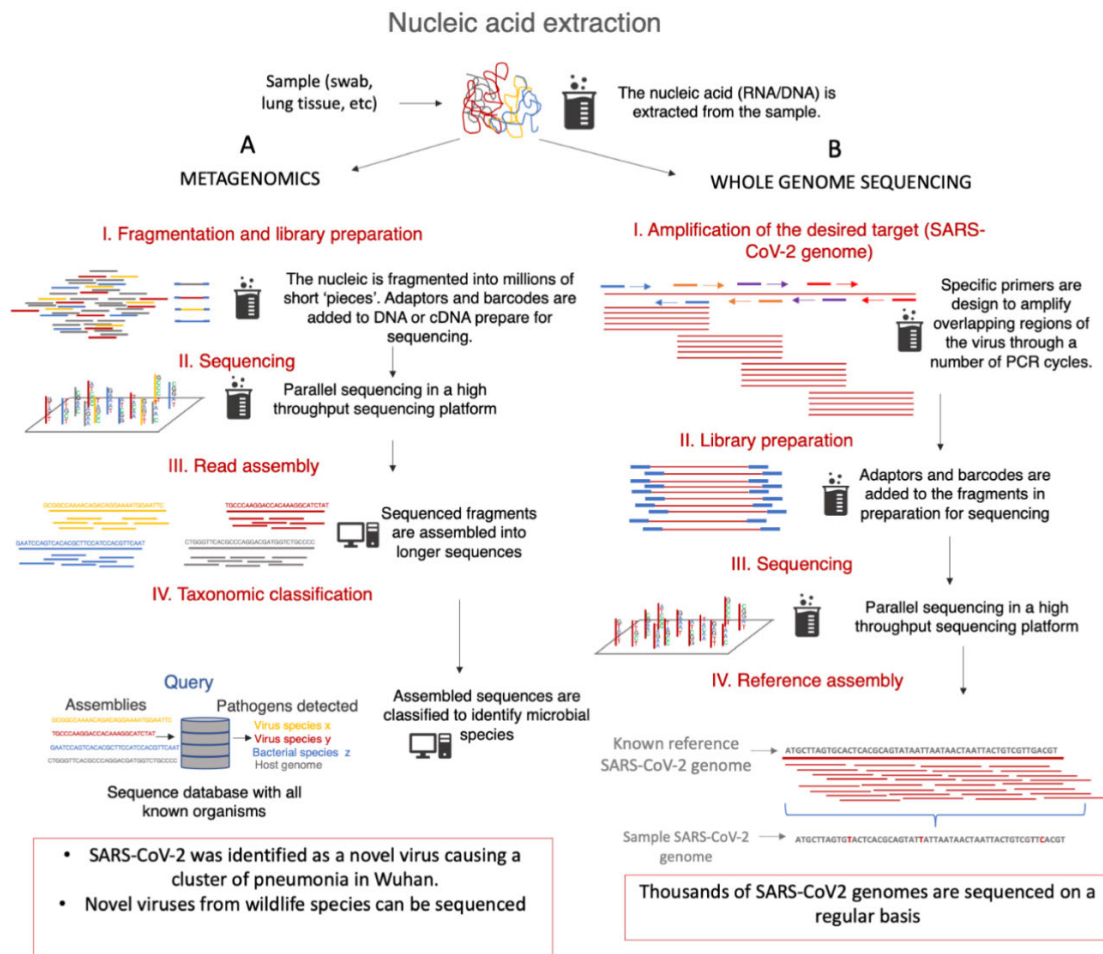 Nucleic acid extraction
Sample (swab,
lung tissue, etc)
The nucleic acid (RNA/DNA) is
extracted from the sample.
A
METAGENOMICS
I. Fragmentation and library preparation
The nucleic is fragmented into millions of
short ‘pieces’. Adaptors and barcodes are
added to DNA or cDNA prepare for
sequencing.
II. Sequencing
Parallel sequencing in a high
throughput sequencing platform
III. Read assembly
GCGGCCAAAACAGACAGGAAAATGGAATTC
TGCCCAAGGACCACAAAGGCATCTAT
GAATCCAGTCACACGCTTCCATCCACGTTCAAT
CTGGGTTCACGCCCAGGACGATGGTCTGCCCC
Sequenced fragments
are assembled into
longer sequences
IV. Taxonomic classification
Query
Assemblies
Pathogens detected
GCGGCCAAAACAGACAGGAAAATGGAATTC
TGCCCAAGGACCACAAAGGCATCTAT
GAATCCAGTCACACGCTTCCATCCACGTTCAAT
CTGGGTTCACGCCCAGGACGATGGTCTGCCCC
Virus species x
Virus species y
Bacterial species z
Host genome
Sequence database with all
known organisms
Assembled sequences are
classified to identify microbial
species
• SARS-CoV-2 was identified as a novel virus causing a
cluster of pneumonia in Wuhan.
• Novel viruses from wildlife species can be sequenced
B
WHOLE GENOME SEQUENCING
I. Amplification of the desired target (SARS-
CoV-2 genome)
Specific primers are
design to amplify
overlapping regions of
the virus through a
number of PCR cycles.
II. Library preparation
Adaptors and barcodes are
added to the fragments in
preparation for sequencing
III. Sequencing
Parallel sequencing in a high
throughput sequencing platform
IV. Reference assembly
Known reference
SARS-CoV-2 genome
ATGCTTAGTGCACTCACGCAGTATAATTAATAACTAATTACTGTCGTTGACGT
Sample SARS-CoV-2
genome
ATGCTTAGTGTACTCACGCAGTATTATTAATAACTAATTACTGTCGTTCACGT
Thousands of SARS-CoV2 genomes are sequenced on a
regular basis